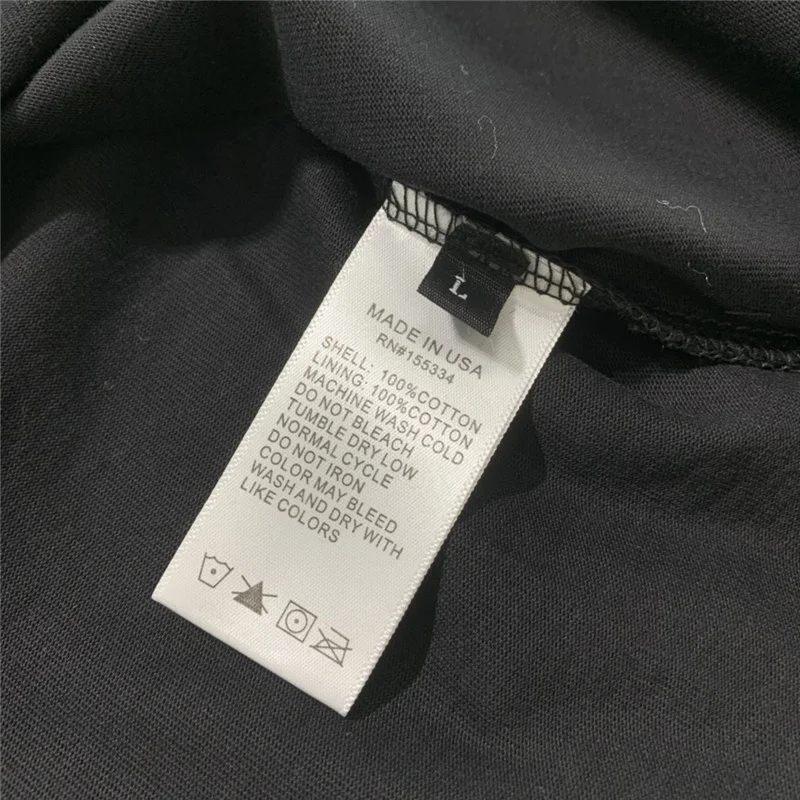 L
MADE IN USA
RN#155334
SHELL: 100%COTTON
LINING: 100%COTTON
MACHINE WASH COLD
DO NOT BLEACH
TUMBLE DRY LOW
NORMAL CYCLE
DO NOT IRON
COLOR MAY BLEED
WASH AND DRY WITH
LIKE COLORS